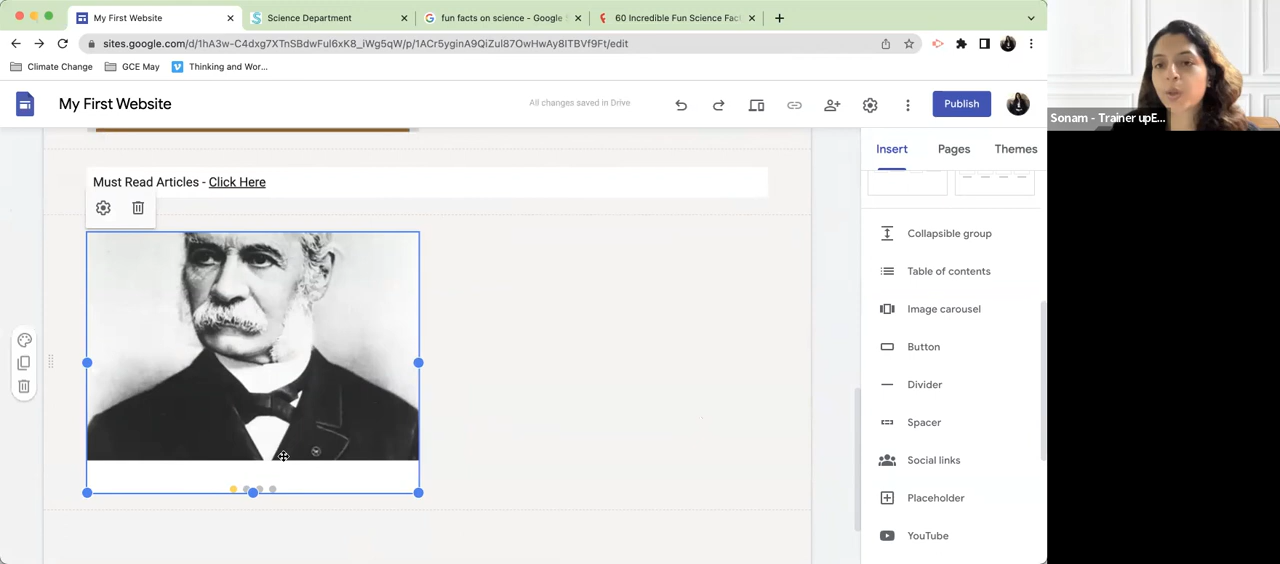 My First Website
Science Department
fun facts on science - Google S
60 Incredible Fun Science Fac
sites.google.com/d/1hA3w-C4dxg7XTnSBdwFuI6xK8_iWg5qW/p/1ACr5yginA9QiZuI87OwHwAy8ITBVf9Ft/edit
Climate Change
GCE May
Thinking and Wor...
My First Website
All changes saved in Drive
Publish
Insert
Pages
Themes
Must Read Articles - Click Here
Collapsible group
Table of contents
Image carousel
Button
Divider
Spacer
Social links
Placeholder
YouTube
Sonam - Trainer upE...